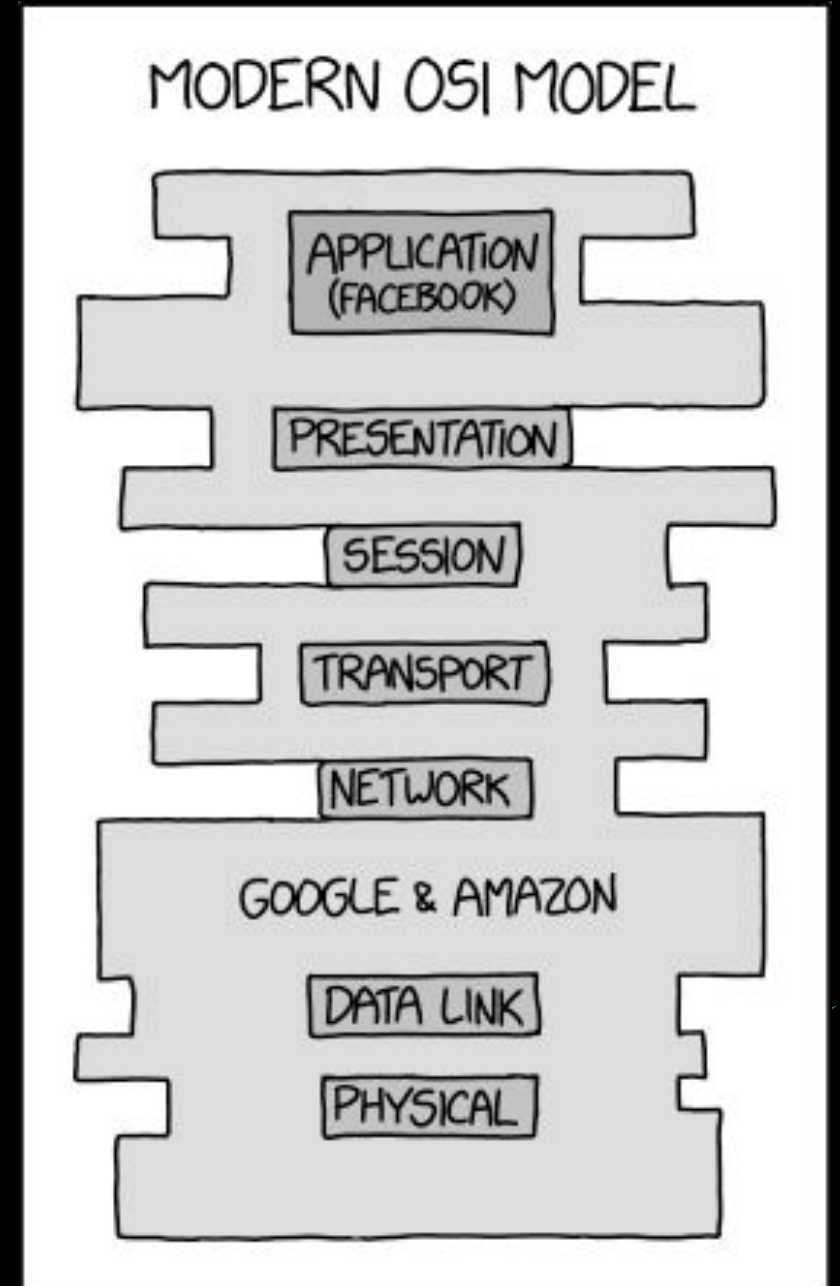 MODERN OSI MODEL
APPLICATION
(FACEBOOK)
PRESENTATION
SESSION
TRANSPORT
NETWORK
GOOGLE & AMAZON
DATA LINK
PHYSICAL